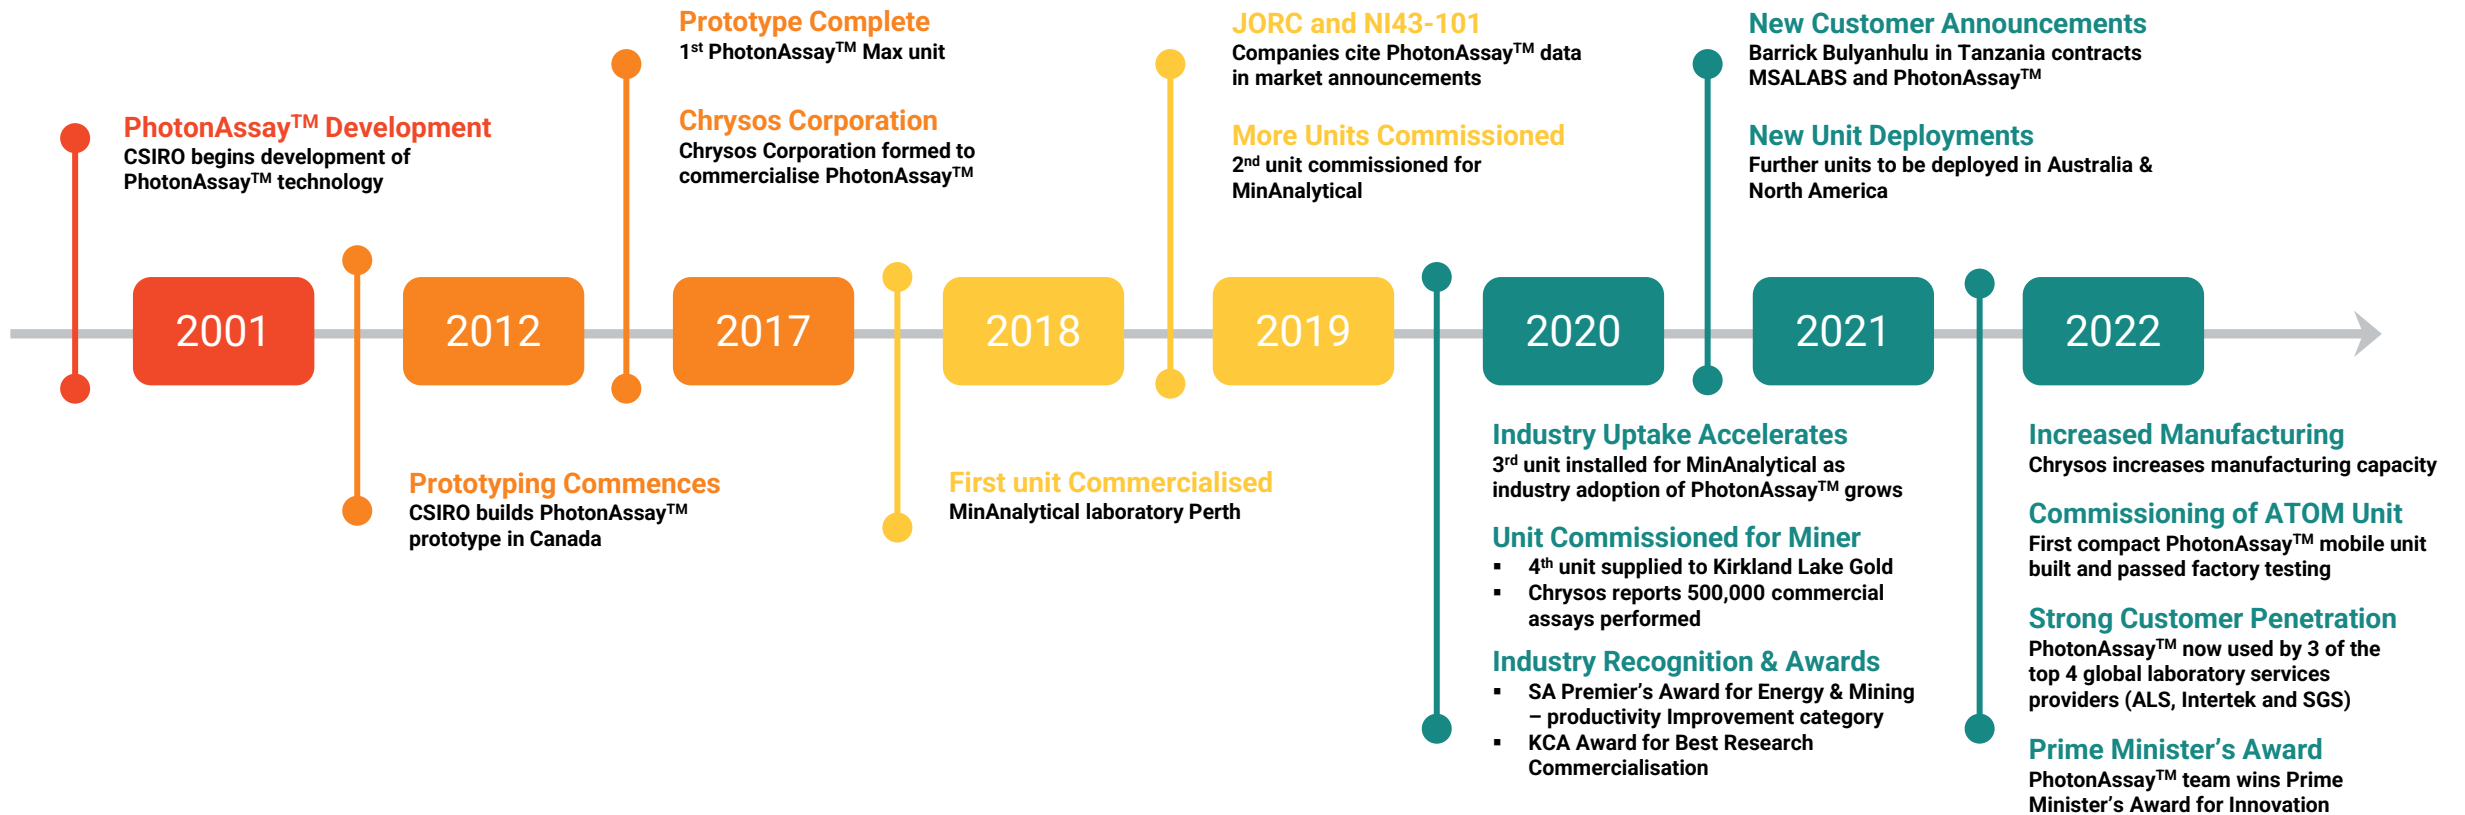 PhotonAssay™ Development
CSIRO begins development of
PhotonAssay™ technology
2001
2012
Prototyping Commences
CSIRO builds PhotonAssay™
prototype in Canada
Prototype Complete
1st PhotonAssay™ Max unit
Chrysos Corporation
Chrysos Corporation formed to
commercialise PhotonAssay™
2017
2018
First unit Commercialised
MinAnalytical laboratory Perth
JORC and NI43-101
Companies cite PhotonAssay™ data
in market announcements
More Units Commissioned
2nd unit commissioned for
MinAnalytical
2019
2020
Industry Uptake Accelerates
3rd unit installed for MinAnalytical as
industry adoption of PhotonAssay™ grows
Unit Commissioned for Miner
▪ 4th unit supplied to Kirkland Lake Gold
▪ Chrysos reports 500,000 commercial
assays performed
Industry Recognition & Awards
▪ SA Premier's Award for Energy & Mining
– productivity Improvement category
▪ KCA Award for Best Research
Commercialisation
New Customer Announcements
Barrick Bulyanhulu in Tanzania contracts
MSALABS and PhotonAssay™
New Unit Deployments
Further units to be deployed in Australia &
North America
2021
2022
Increased Manufacturing
Chrysos increases manufacturing capacity
Commissioning of ATOM Unit
First compact PhotonAssay™ mobile unit
built and passed factory testing
Strong Customer Penetration
PhotonAssay™ now used by 3 of the
top 4 global laboratory services
providers (ALS, Intertek and SGS)
Prime Minister's Award
PhotonAssay™ team wins Prime
Minister's Award for Innovation